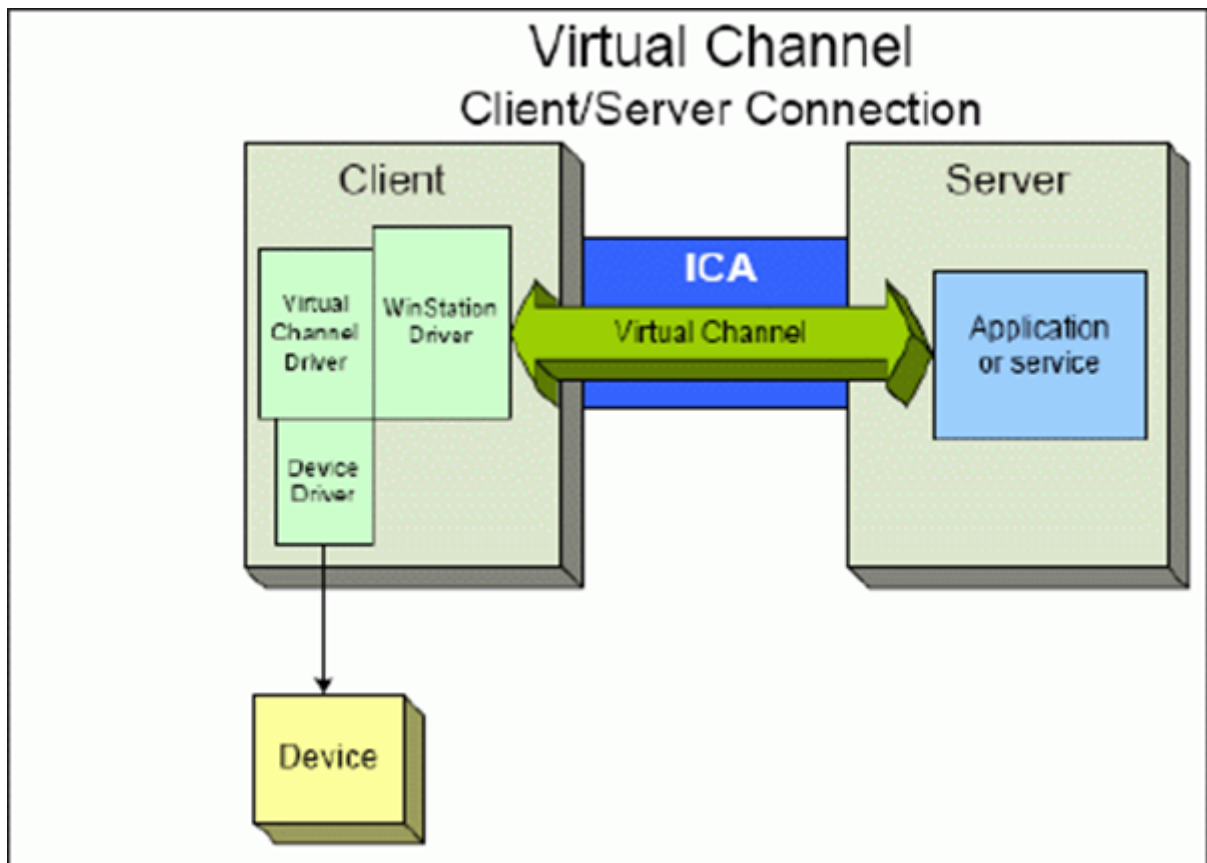 Virtual Channel
Client/Server Connection
Client
Server
ICA
Virtual
Channel
Driver
WinStation
Driver
Virtual Channel
Application
or service
Device
Driver
Device